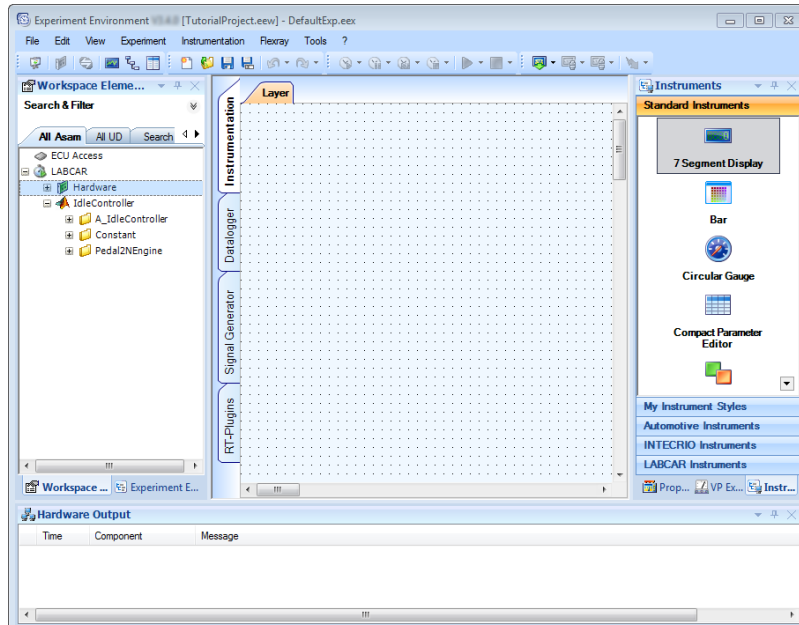 Experiment Environment [TutorialProject.eew] - DefaultExp.eex
File Edit View Experiment Instrumentation Flexray Tools ?
Workspace Eleme...
Search & Filter
All Asam All UD Search
ECU Access
LABCAR
Hardware
IdleController
A_IdleController
Constant
Pedal2NEngine
Workspace ... Experiment E...
Layer
Instrumentation
Datalogger
Signal Generator
RT-Plugins
Instruments
Standard Instruments
7 Segment Display
Bar
Circular Gauge
Compact Parameter
Editor
My Instrument Styles
Automotive Instruments
INTECRIO Instruments
LABCAR Instruments
Prop... VP Ex... Instr...
Hardware Output
Time Component Message